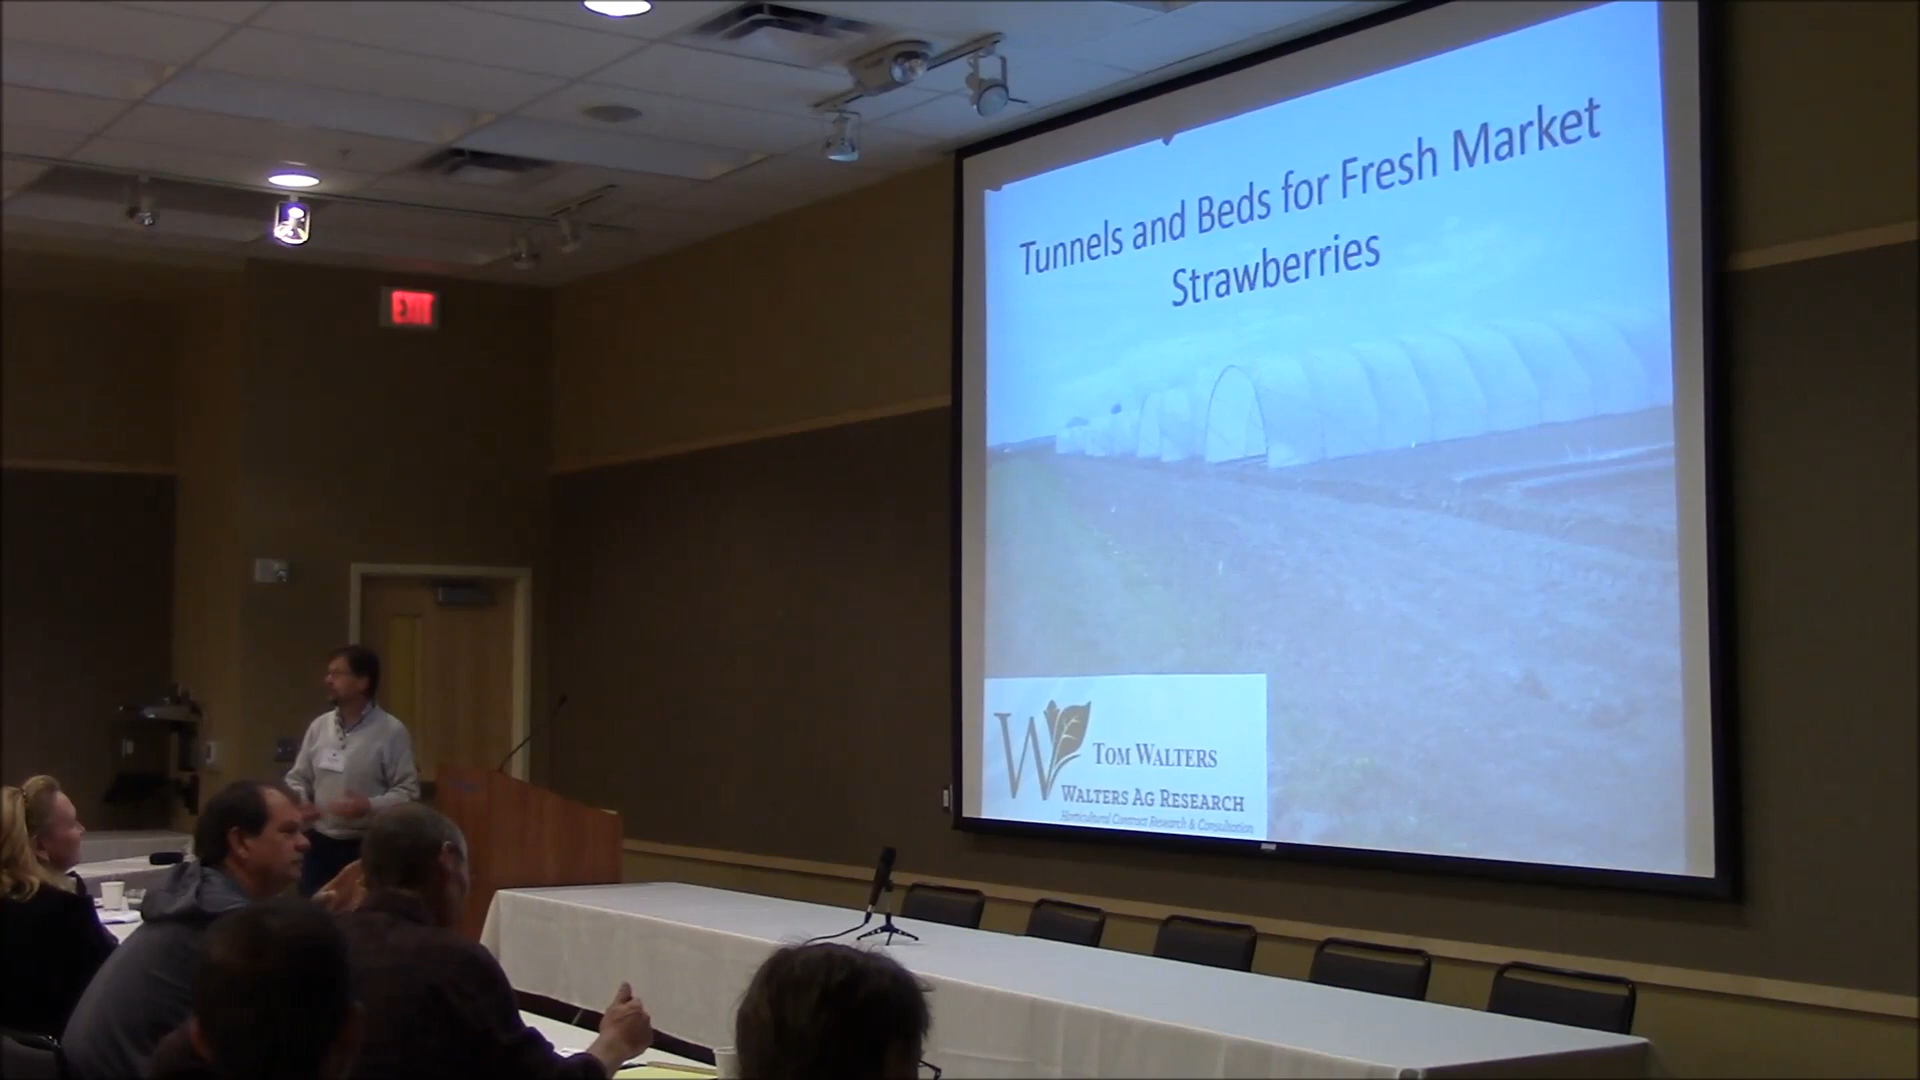 EXIT
Tunnels and Beds for Fresh Market
Strawberries
W
TOM WALTERS
WALTERS AG RESEARCH
Horticultural Contract Research & Consultation